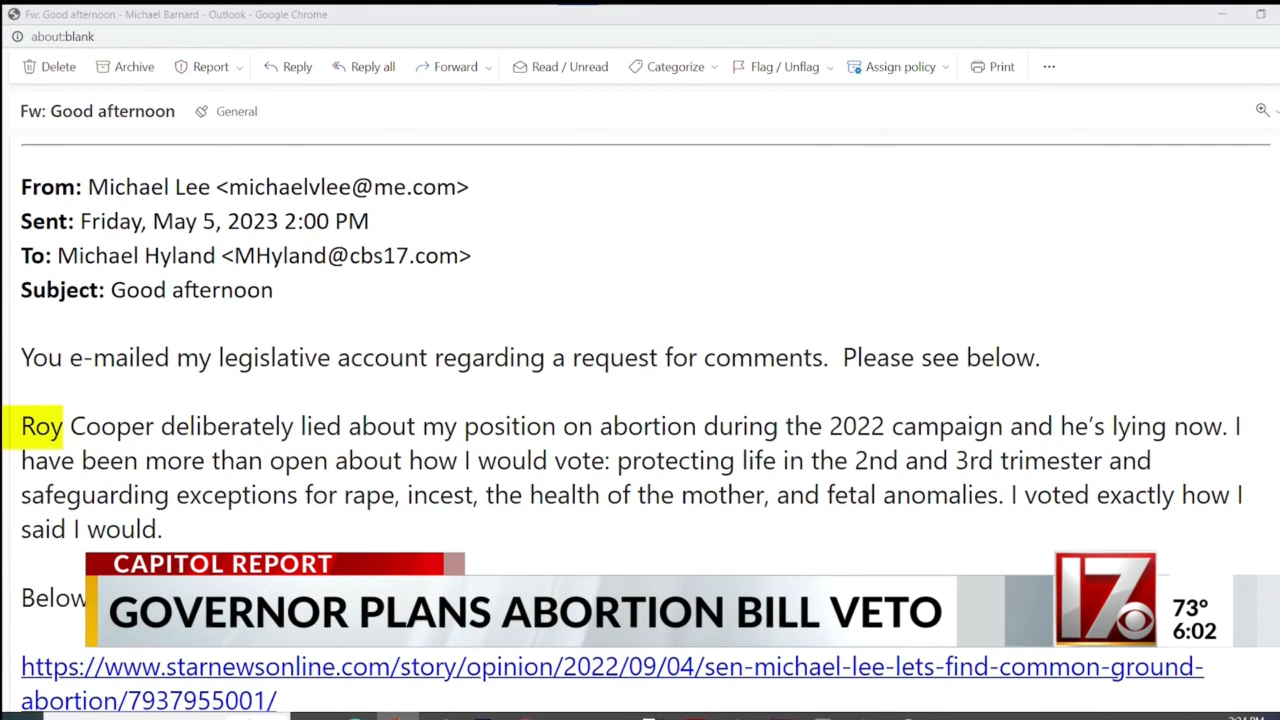 Fw: Good afternoon - Michael Barnard - Outlook - Google Chrome
about:blank
Delete Archive Report Reply Reply all Forward Read / Unread Categorize Flag / Unflag Assign policy Print ...
Fw: Good afternoon General
From: Michael Lee <michaelvlee@me.com>
Sent: Friday, May 5, 2023 2:00 PM
To: Michael Hyland <MHyland@cbs17.com>
Subject: Good afternoon
You e-mailed my legislative account regarding a request for comments.  Please see below.
Roy Cooper deliberately lied about my position on abortion during the 2022 campaign and he's lying now. I
have been more than open about how I would vote: protecting life in the 2nd and 3rd trimester and
safeguarding exceptions for rape, incest, the health of the mother, and fetal anomalies. I voted exactly how I
said I would.
CAPITOL REPORT
Below
GOVERNOR PLANS ABORTION BILL VETO
17
73°
6:02
https://www.starnewsonline.com/story/opinion/2022/09/04/sen-michael-lee-lets-find-common-ground-
abortion/7937955001/